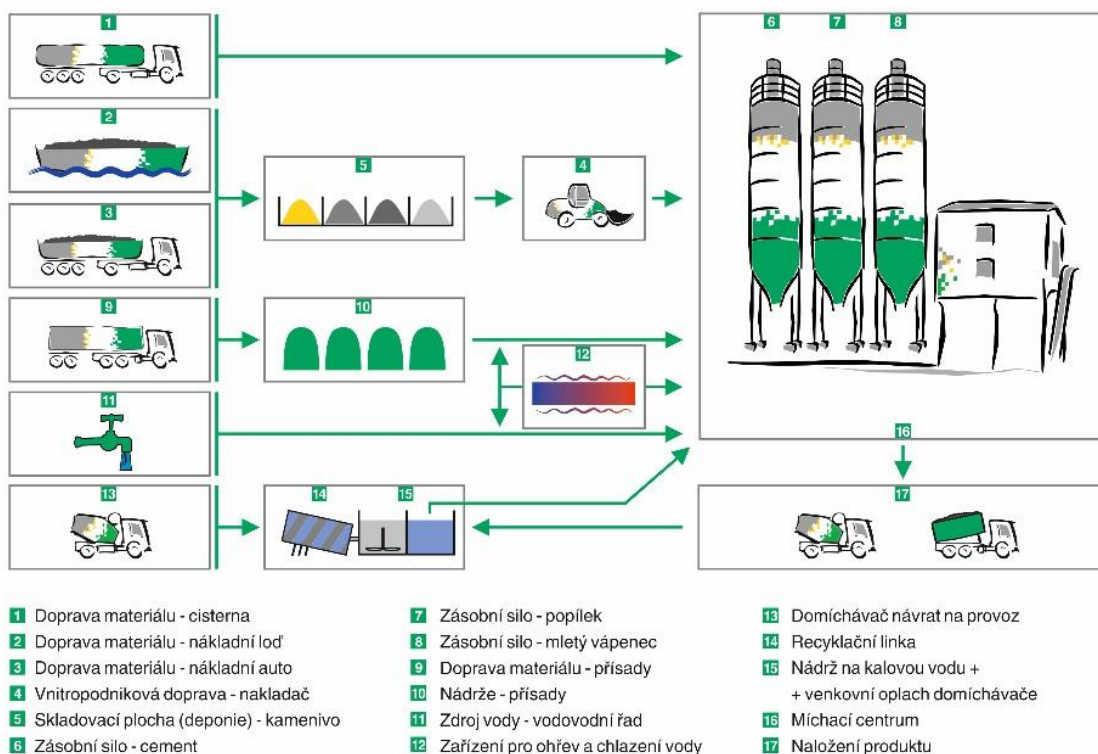 1
6
7
8
2
5
4
3
9
10
12
11
16
13
14
15
17
1 Doprava materiálu - cisterna
2 Doprava materiálu - nákladní loď
3 Doprava materiálu - nákladní auto
4 Vnitropodniková doprava - nakladač
5 Skladovací plocha (deponie) - kamenivo
6 Zásobní silo - cement
7 Zásobní silo - popílek
8 Zásobní silo - mletý vápenec
9 Doprava materiálu - přísady
10 Nádrže - přísady
11 Zdroj vody - vodovodní řad
12 Zařízení pro ohřev a chlazení vody
13 Domíchávač návrat na provoz
14 Recyklační linka
15 Nádrž na kalovou vodu +
+ venkovní oplach domíchávače
16 Míchací centrum
17 Naložení produktu